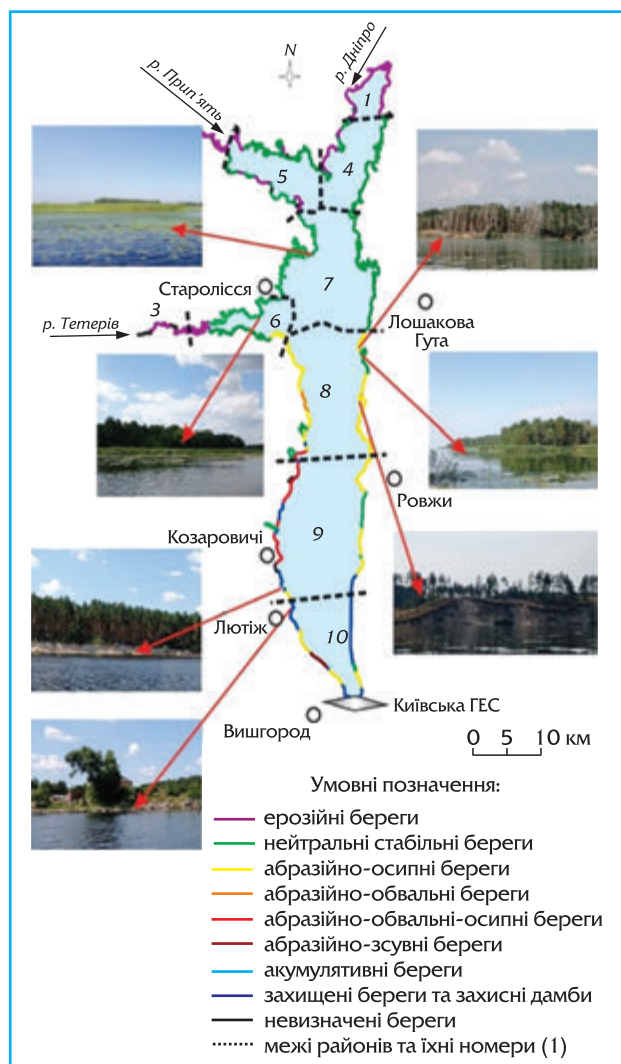 N
р. Дніпро
р. Прип'ять
1
5
4
7
Старолісся
3
6
р. Тетерів
Лошакова
Гута
8
Ровжи
9
Козаровичі
Лютіж
10
Київська ГЕС
Вишгород
0 5 10 км
Умовні позначення:
ерозійні береги
нейтральні стабільні береги
абразійно-осипні береги
абразійно-обвальні береги
абразійно-обвальні-осипні береги
абразійно-зсувні береги
акумулятивні береги
захищені береги та захисні дамби
невизначені береги
межі районів та їхні номери (1)